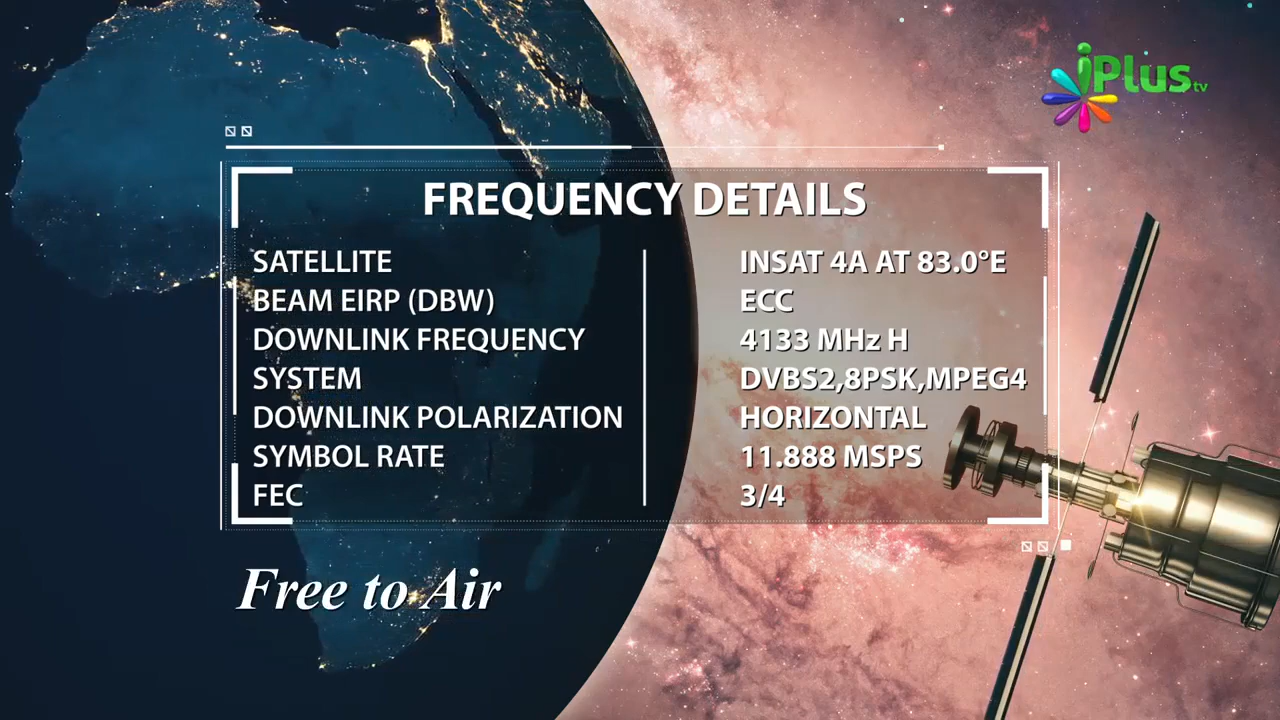 iPlus tv
FREQUENCY DETAILS
SATELLITE INSAT 4A AT 83.0°E
BEAM EIRP (DBW) ECC
DOWNLINK FREQUENCY 4133 MHz H
SYSTEM DVBS2,8PSK,MPEG4
DOWNLINK POLARIZATION HORIZONTAL
SYMBOL RATE 11.888 MSPS
FEC 3/4
Free to Air